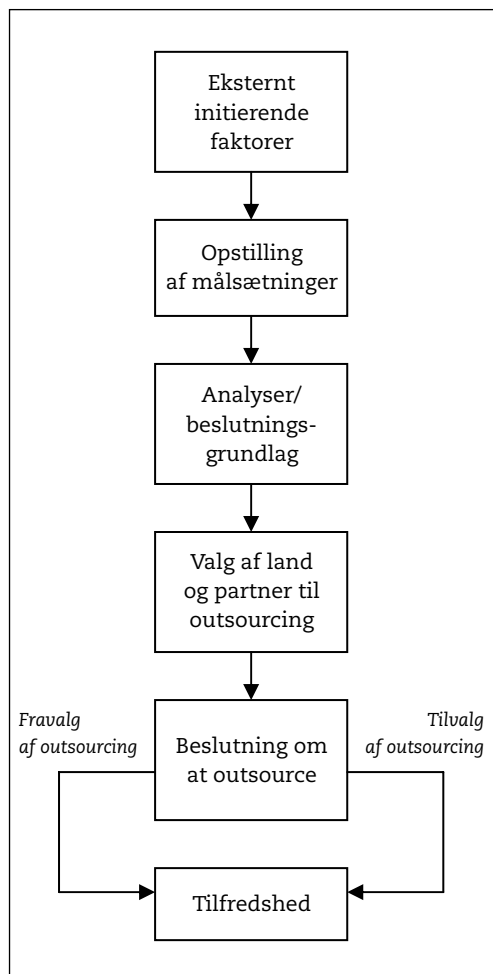 Eksternt
initierende
faktorer
Opstilling
af målsætninger
Analyser/
beslutnings-
grundlag
Valg af land
og partner til
outsourcing
Fravalg
af outsourcing
Beslutning om
at outsource
Tilvalg
af outsourcing
Tilfredshed